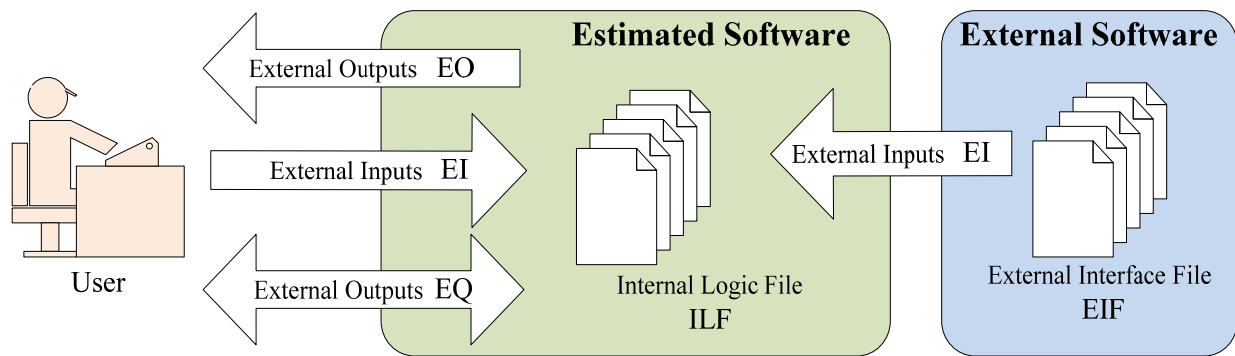 Estimated Software
External Software
External Outputs EO
External Inputs EI
External Inputs EI
External Outputs EQ
User
Internal Logic File
ILF
External Interface File
EIF